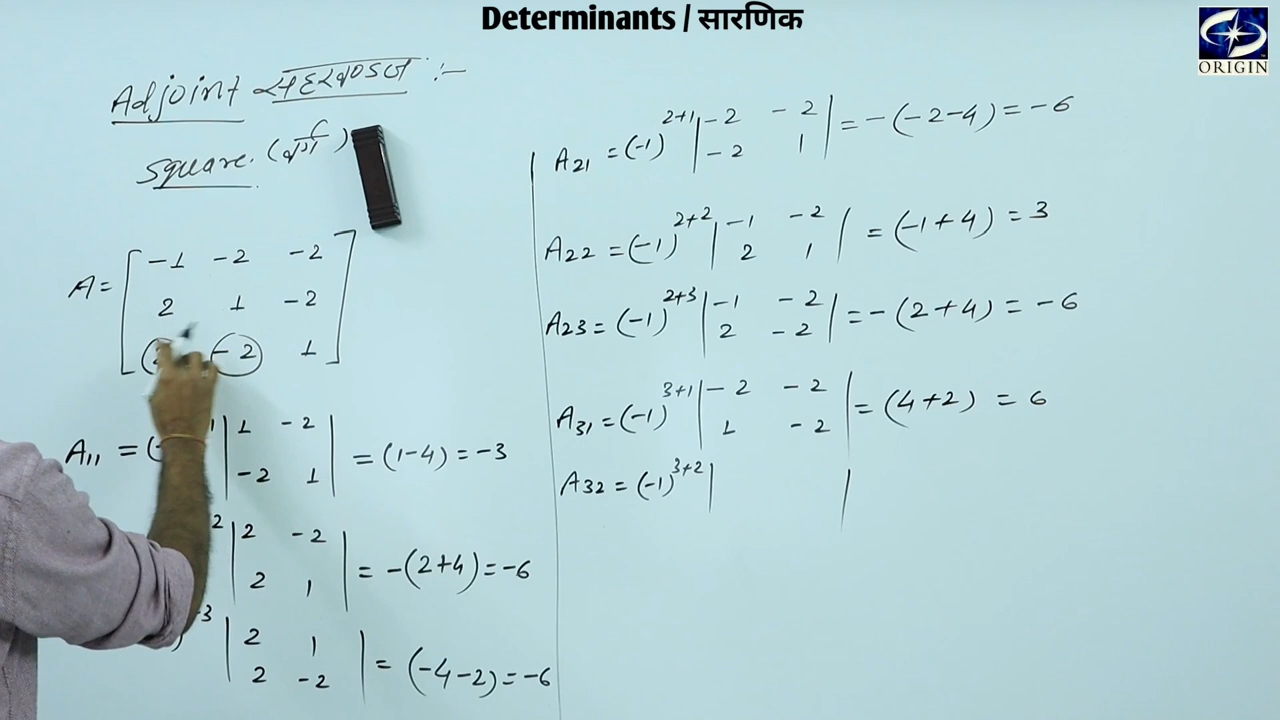 Determinants / सारणिक
ORIGIN
Adjoint सहखण्डज :-
Square. (वर्ग)
A = [ -1 -2 -2
2 1 -2
-2 1 ]
A11 = (- 1 | 1 -2
-2 1 | = (1-4) = -3
2 | 2 -2
2 1 | = -(2+4) = -6
3 | 2 1
2 -2 | = (-4-2) = -6
A21 = (-1)^2+1 | -2 -2
-2 1 | = -(-2-4) = -6
A22 = (-1)^2+2 | -1 -2
2 1 | = (-1+4) = 3
A23 = (-1)^2+3 | -1 -2
2 -2 | = -(2+4) = -6
A31 = (-1)^3+1 | -2 -2
1 -2 | = (4+2) = 6
A32 = (-1)^3+2 | |